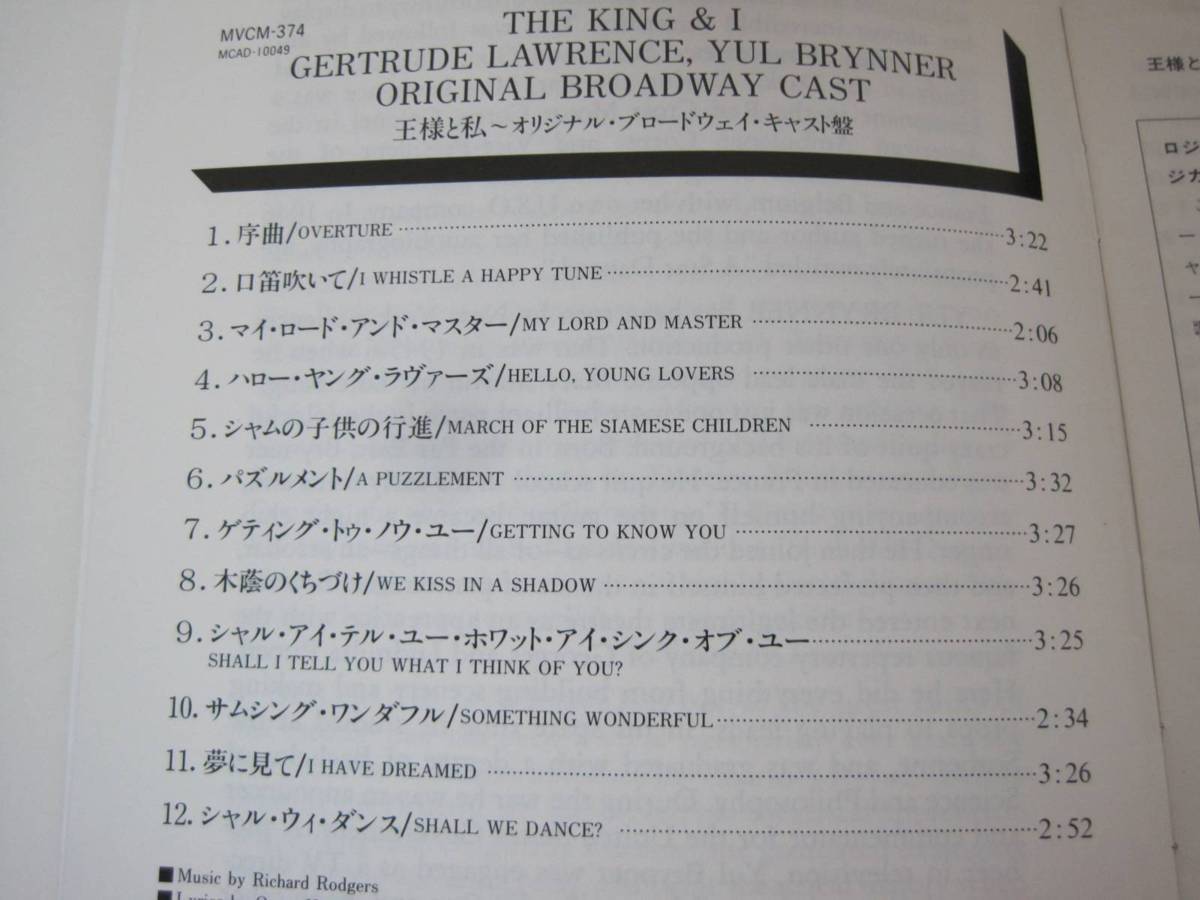 MVCM-374
MCAD-10049
THE KING & I
GERTRUDE LAWRENCE, YUL BRYNNER
ORIGINAL BROADWAY CAST
王様と私～オリジナル・ブロードウェイ・キャスト盤
1. 序曲/OVERTURE 3:22
2. 口笛吹いて/I WHISTLE A HAPPY TUNE 2:41
3. マイ・ロード・アンド・マスター/MY LORD AND MASTER 2:06
4. ハロー・ヤング・ラヴァーズ/HELLO, YOUNG LOVERS 3:08
5. シャムの子供の行進/MARCH OF THE SIAMESE CHILDREN 3:15
6. パズルメント/A PUZZLEMENT 3:32
7. ゲティング・トゥ・ノウ・ユー/GETTING TO KNOW YOU 3:27
8. 木蔭のくちづけ/WE KISS IN A SHADOW 3:26
9. シャル・アイ・テル・ユー・ホワット・アイ・シンク・オブ・ユー 3:25
SHALL I TELL YOU WHAT I THINK OF YOU?
10. サムシング・ワンダフル/SOMETHING WONDERFUL 2:34
11. 夢に見て/I HAVE DREAMED 3:26
12. シャル・ウィ・ダンス/SHALL WE DANCE? 2:52
■Music by Richard Rodgers
王様と
ロジ
ジカ